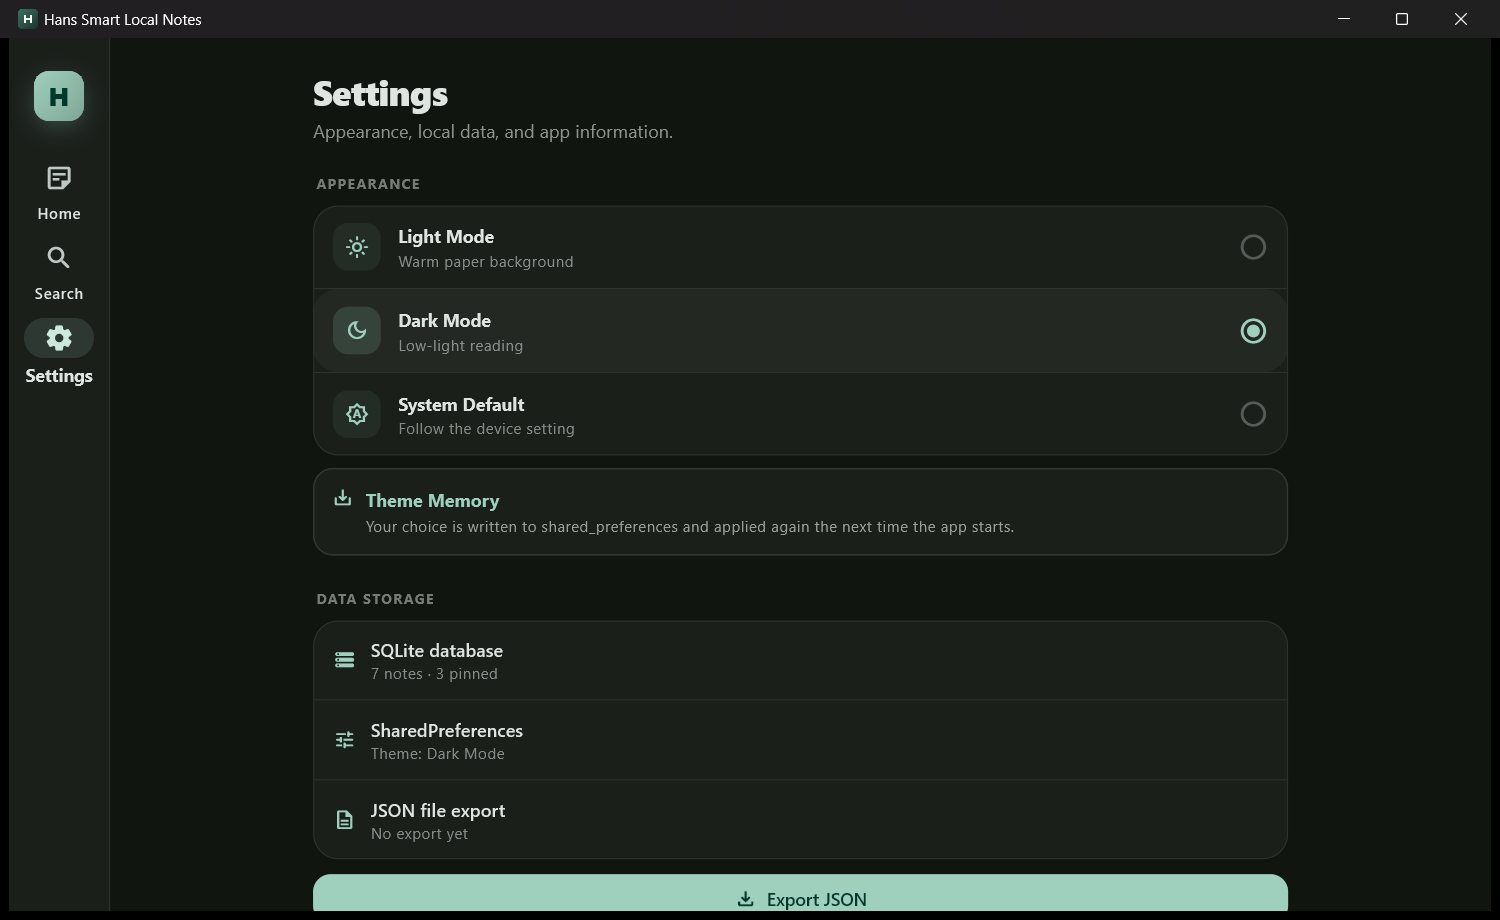 H Hans Smart Local Notes
H
Home
Search
Settings
Settings
Appearance, local data, and app information.
APPEARANCE
Light Mode
Warm paper background
Dark Mode
Low-light reading
A
System Default
Follow the device setting
Theme Memory
Your choice is written to shared_preferences and applied again the next time the app starts.
DATA STORAGE
SQLite database
7 notes · 3 pinned
SharedPreferences
Theme: Dark Mode
JSON file export
No export yet
Export JSON